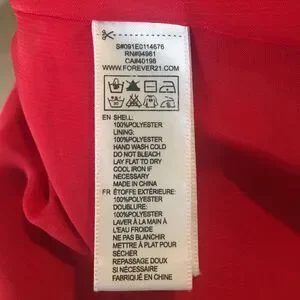 S#091E0114676
RN#94981
CA#40198
WWW.FOREVER21.COM
EN SHELL:
100%POLYESTER
LINING:
100%POLYESTER
HAND WASH COLD
DO NOT BLEACH
LAY FLAT TO DRY
COOL IRON IF
NECESSARY
MADE IN CHINA
FR ÉTOFFE EXTÉRIEURE:
100%POLYESTER
DOUBLURE:
100%POLYESTER
LAVER À LA MAIN À
L'EAU FROIDE
NE PAS BLANCHIR
METTRE À PLAT POUR
SÉCHER
REPASSAGE DOUX
SI NÉCESSAIRE
FABRIQUÉ EN CHINE